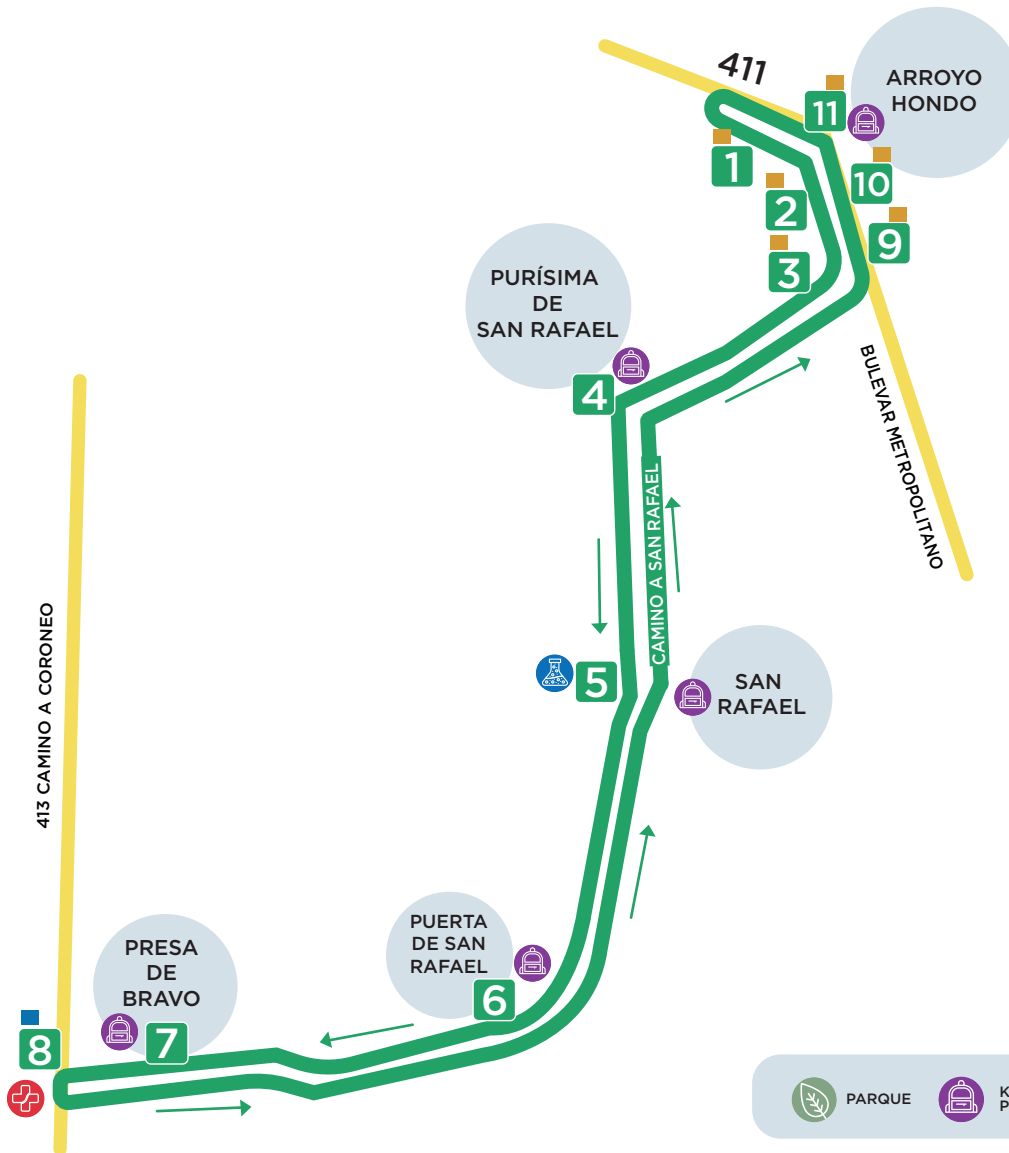 411
ARROYO
HONDO
11
1
10
2
9
3
PURÍSIMA
DE
SAN RAFAEL
4
BULEVAR METROPOLITANO
CAMINO A SAN RAFAEL
413 CAMINO A CORONEO
5
SAN
RAFAEL
PUERTA
DE SAN
RAFAEL
6
PRESA
DE
BRAVO
7
8
PARQUE